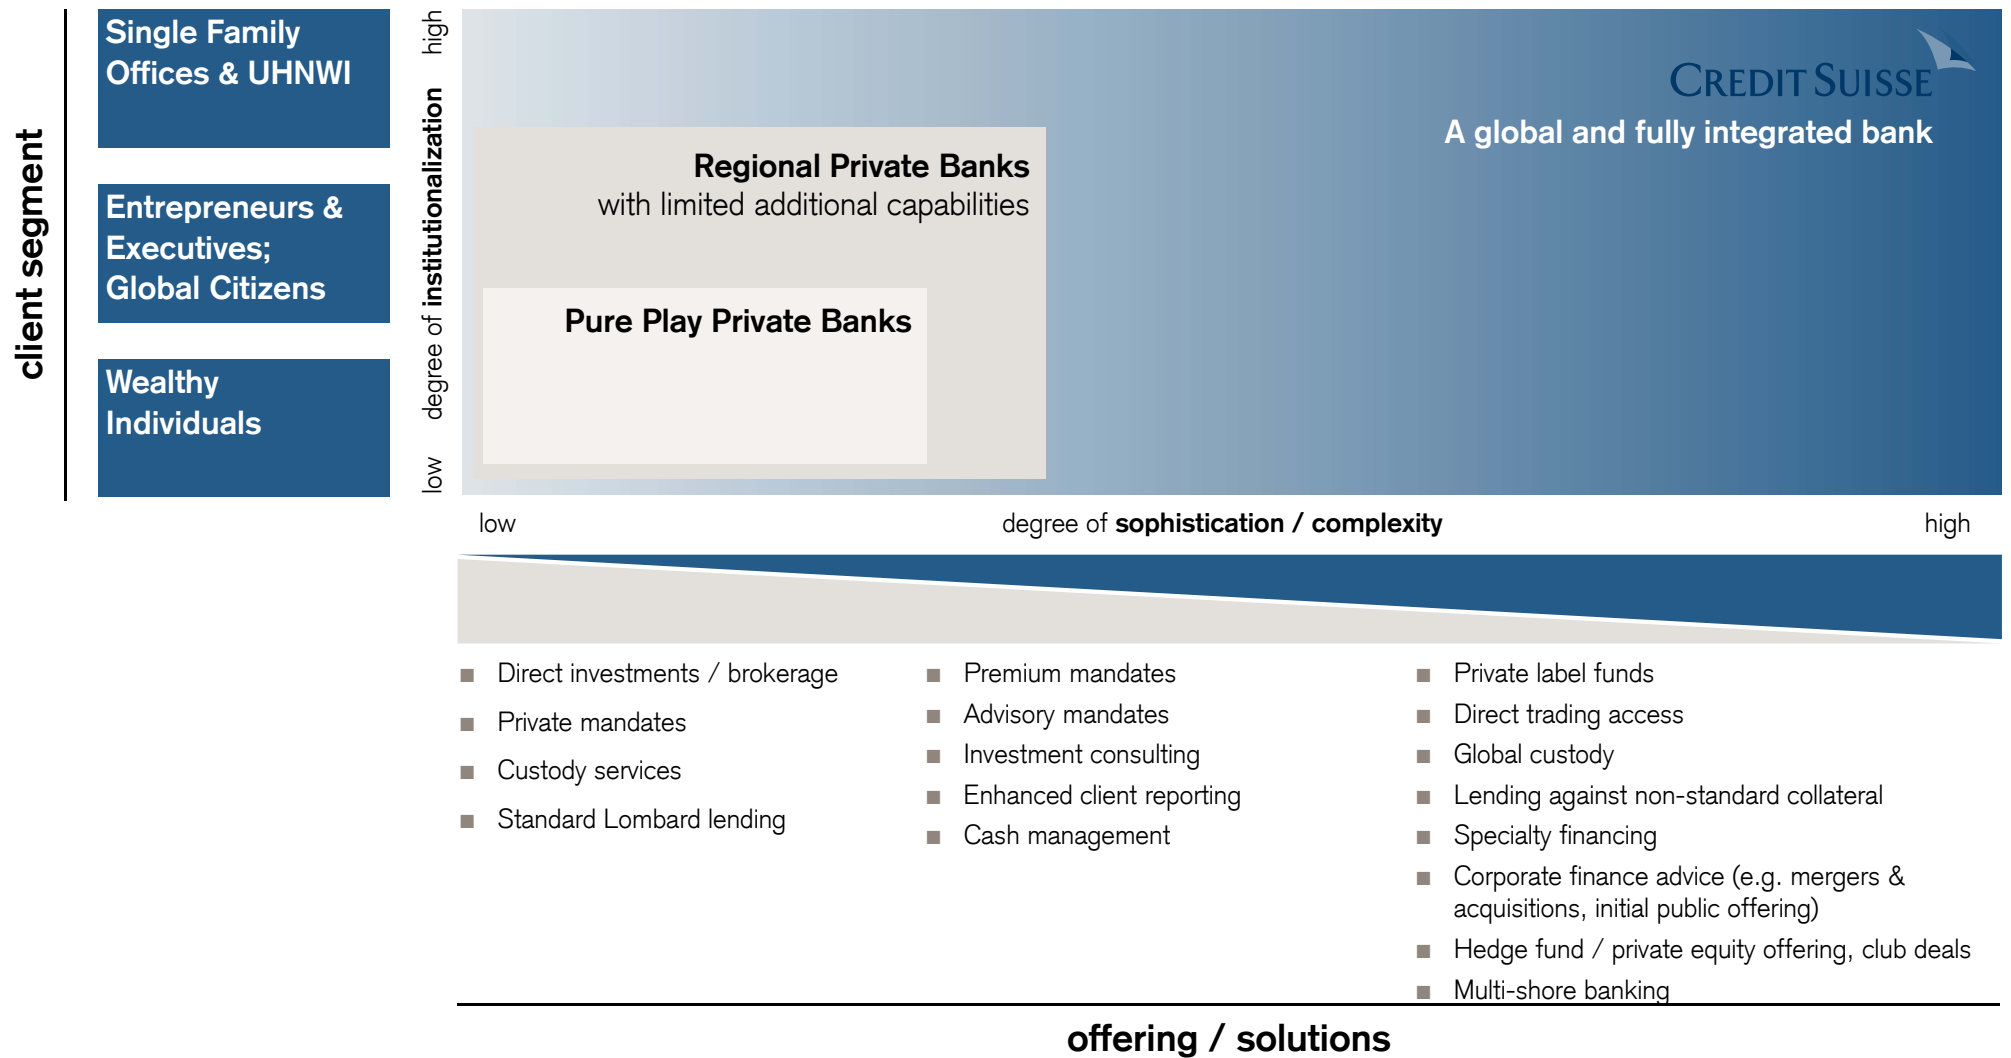 client segment
Single Family
Offices & UHNWI
Entrepreneurs &
Executives;
Global Citizens
Wealthy
Individuals
low degree of institutionalization high
CREDIT SUISSE
A global and fully integrated bank
Regional Private Banks
with limited additional capabilities
Pure Play Private Banks
low degree of sophistication / complexity high
■ Direct investments / brokerage
■ Private mandates
■ Custody services
■ Standard Lombard lending
■ Premium mandates
■ Advisory mandates
■ Investment consulting
■ Enhanced client reporting
■ Cash management
■ Private label funds
■ Direct trading access
■ Global custody
■ Lending against non-standard collateral
■ Specialty financing
■ Corporate finance advice (e.g. mergers &
acquisitions, initial public offering)
■ Hedge fund / private equity offering, club deals
■ Multi-shore banking
offering / solutions